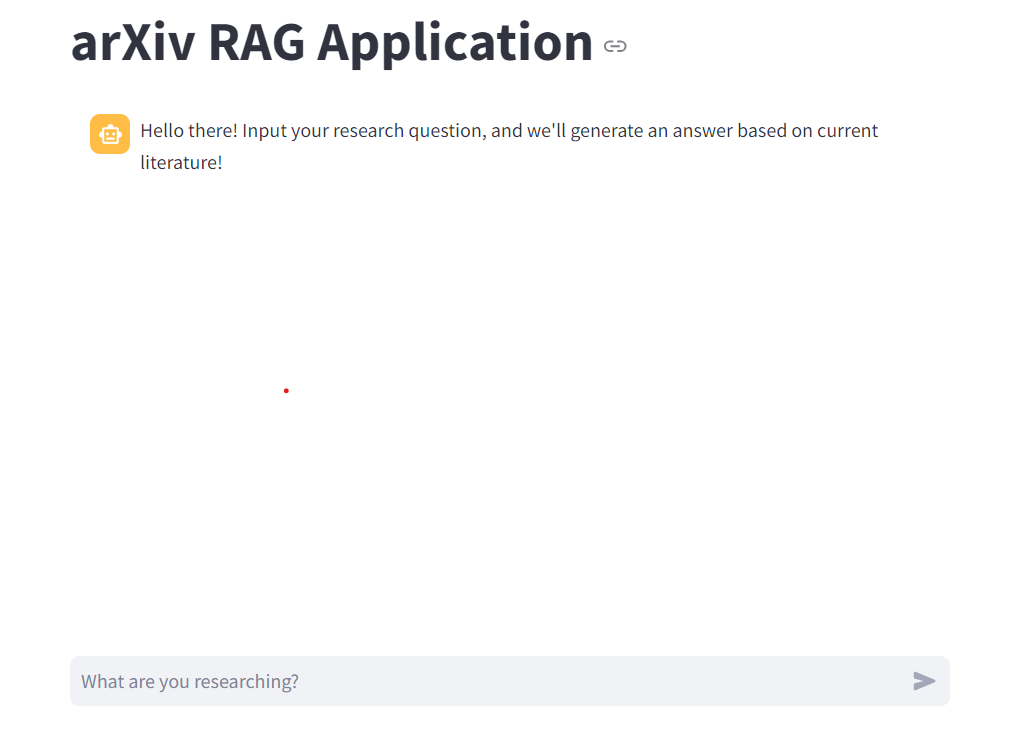 arXiv RAG Application
Hello there! Input your research question, and we'll generate an answer based on current
literature!
What are you researching?